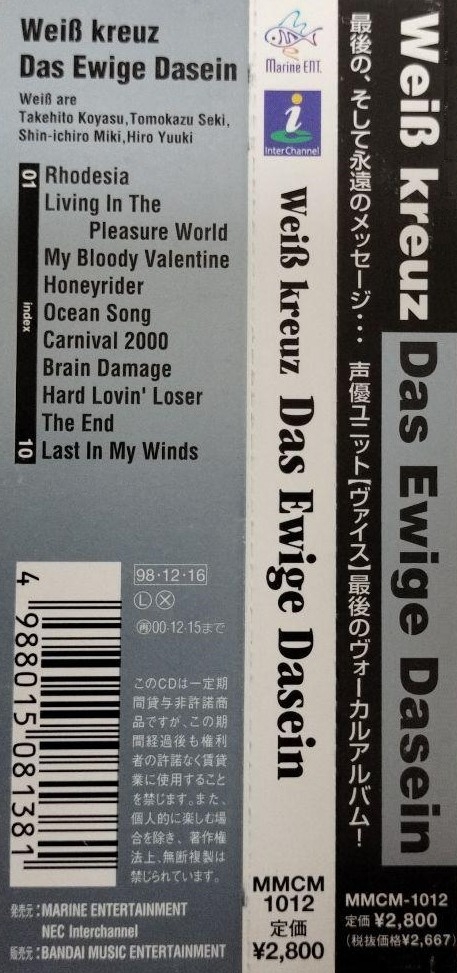 Weiß kreuz
Das Ewige Dasein
Weiß are
Takehito Koyasu,Tomokazu Seki,
Shin-ichiro Miki,Hiro Yuuki
01
index
10
Rhodesia
Living In The
Pleasure World
My Bloody Valentine
Honeyrider
Ocean Song
Carnival 2000
Brain Damage
Hard Lovin' Loser
The End
Last In My Winds
4 988015 081381
98・12・16
Ⓛ Ⓧ
㊢00・12・15まで
このCDは一定期
間貸与非許諾商
品ですが、この期
間経過後も権利
者の許諾なく賃貸
業に使用すること
を禁じます。また、
個人的に楽しむ場
合を除き、著作権
法上、無断複製は
禁じられています。
発売元:MARINE ENTERTAINMENT
NEC Interchannel
販売元:BANDAI MUSIC ENTERTAINMENT
Marine ENT.
i
InterChannel
Weiß kreuz Das Ewige Dasein
MMCM
1012
定価
¥2,800
最後の、そして永遠のメッセージ・・・ 声優ユニット【ヴァイス】最後のヴォーカルアルバム!
Weiß kreuz Das Ewige Dasein
MMCM-1012
定価 ¥2,800
(税抜価格¥2,667)